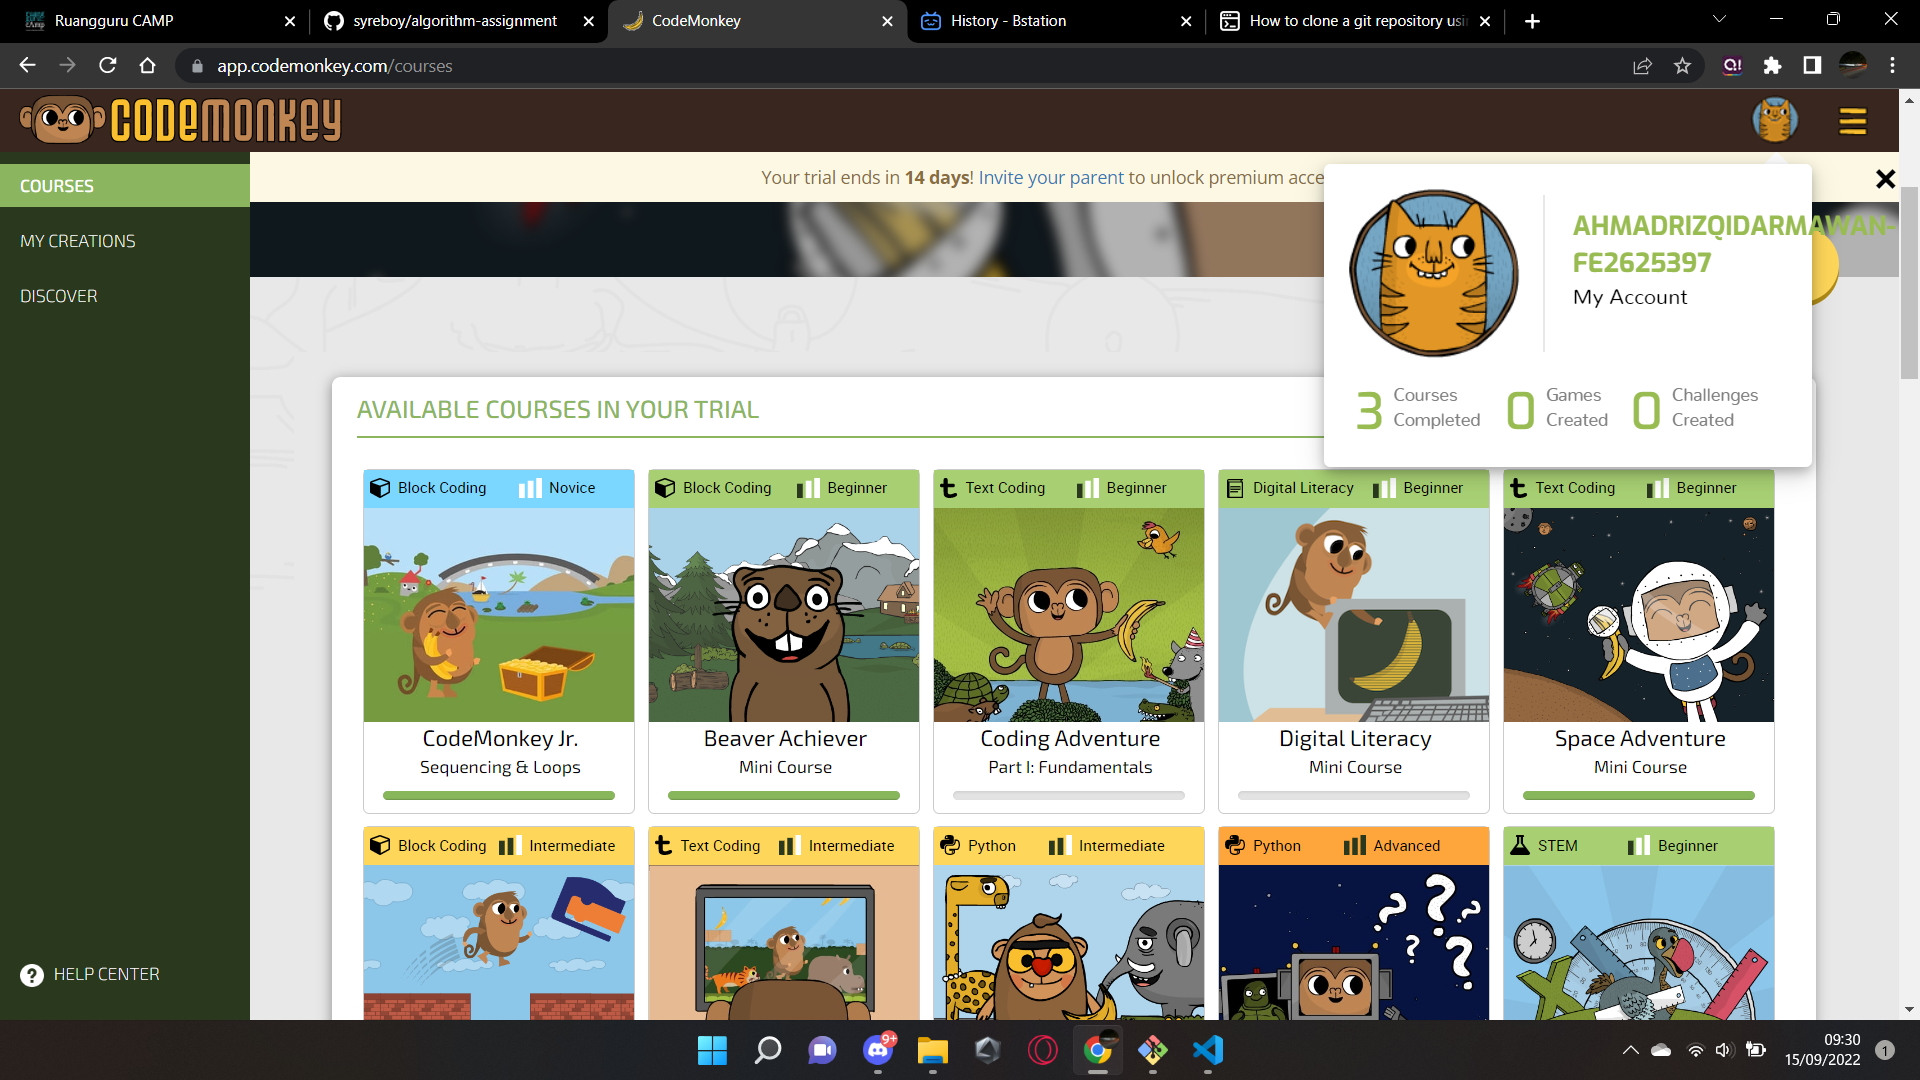 Ruangguru CAMP
syreboy/algorithm-assignment
CodeMonkey
History - Bstation
How to clone a git repository usi
app.codemonkey.com/courses
CODEMONKEY
COURSES
MY CREATIONS
DISCOVER
HELP CENTER
Your trial ends in 14 days! Invite your parent to unlock premium acce
AHMADRIZQIDARMAWAN-
FE2625397
My Account
3 Courses Completed
0 Games Created
0 Challenges Created
AVAILABLE COURSES IN YOUR TRIAL
Block Coding Novice
CodeMonkey Jr.
Sequencing & Loops
Block Coding Beginner
Beaver Achiever
Mini Course
Text Coding Beginner
Coding Adventure
Part I: Fundamentals
Digital Literacy Beginner
Digital Literacy
Mini Course
Text Coding Beginner
Space Adventure
Mini Course
Block Coding Intermediate
Text Coding Intermediate
Python Intermediate
Python Advanced
STEM Beginner
9+
09:30
15/09/2022
1